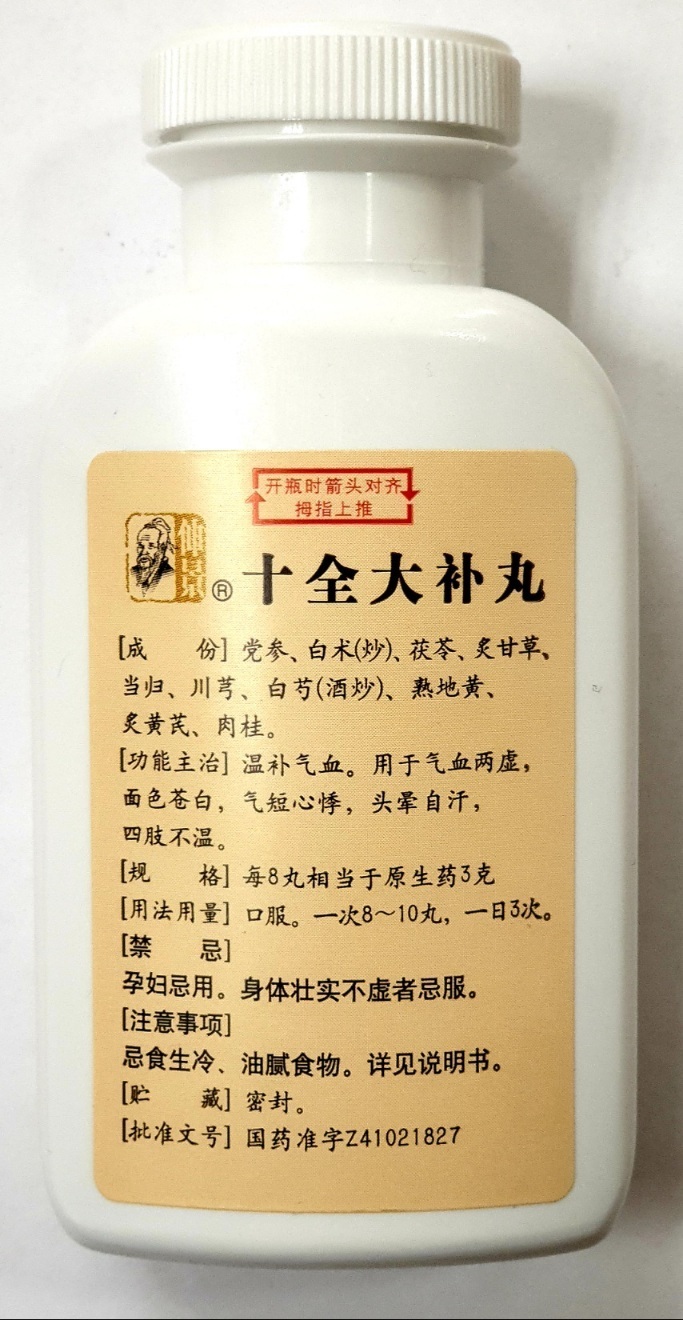 开瓶时箭头对齐
拇指上推
仲景
® 十全大补丸
[成 份] 党参、白术(炒)、茯苓、炙甘草、
当归、川芎、白芍(酒炒)、熟地黄、
炙黄芪、肉桂。
[功能主治] 温补气血。用于气血两虚，
面色苍白，气短心悸，头晕自汗，
四肢不温。
[规 格] 每8丸相当于原生药3克
[用法用量] 口服。一次8～10丸，一日3次。
[禁 忌]
孕妇忌用。身体壮实不虚者忌服。
[注意事项]
忌食生冷、油腻食物。详见说明书。
[贮 藏] 密封。
[批准文号] 国药准字Z41021827